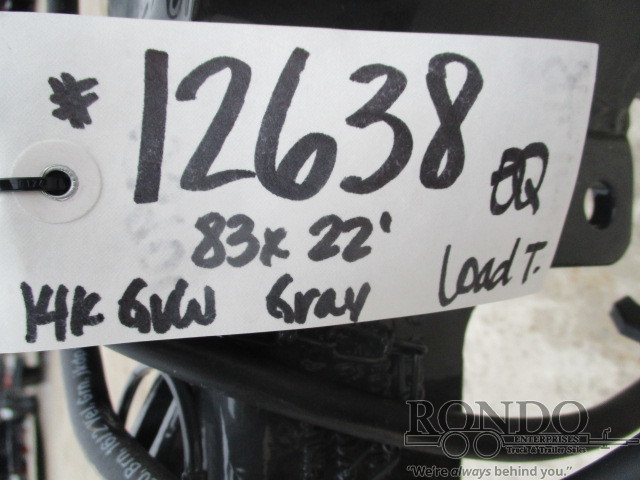 *12638
EQ
83x 22'
14K GVW Gray Load T.
RONDO
ENTERPRISES
Truck & Trailer Sales
"We're always behind you."